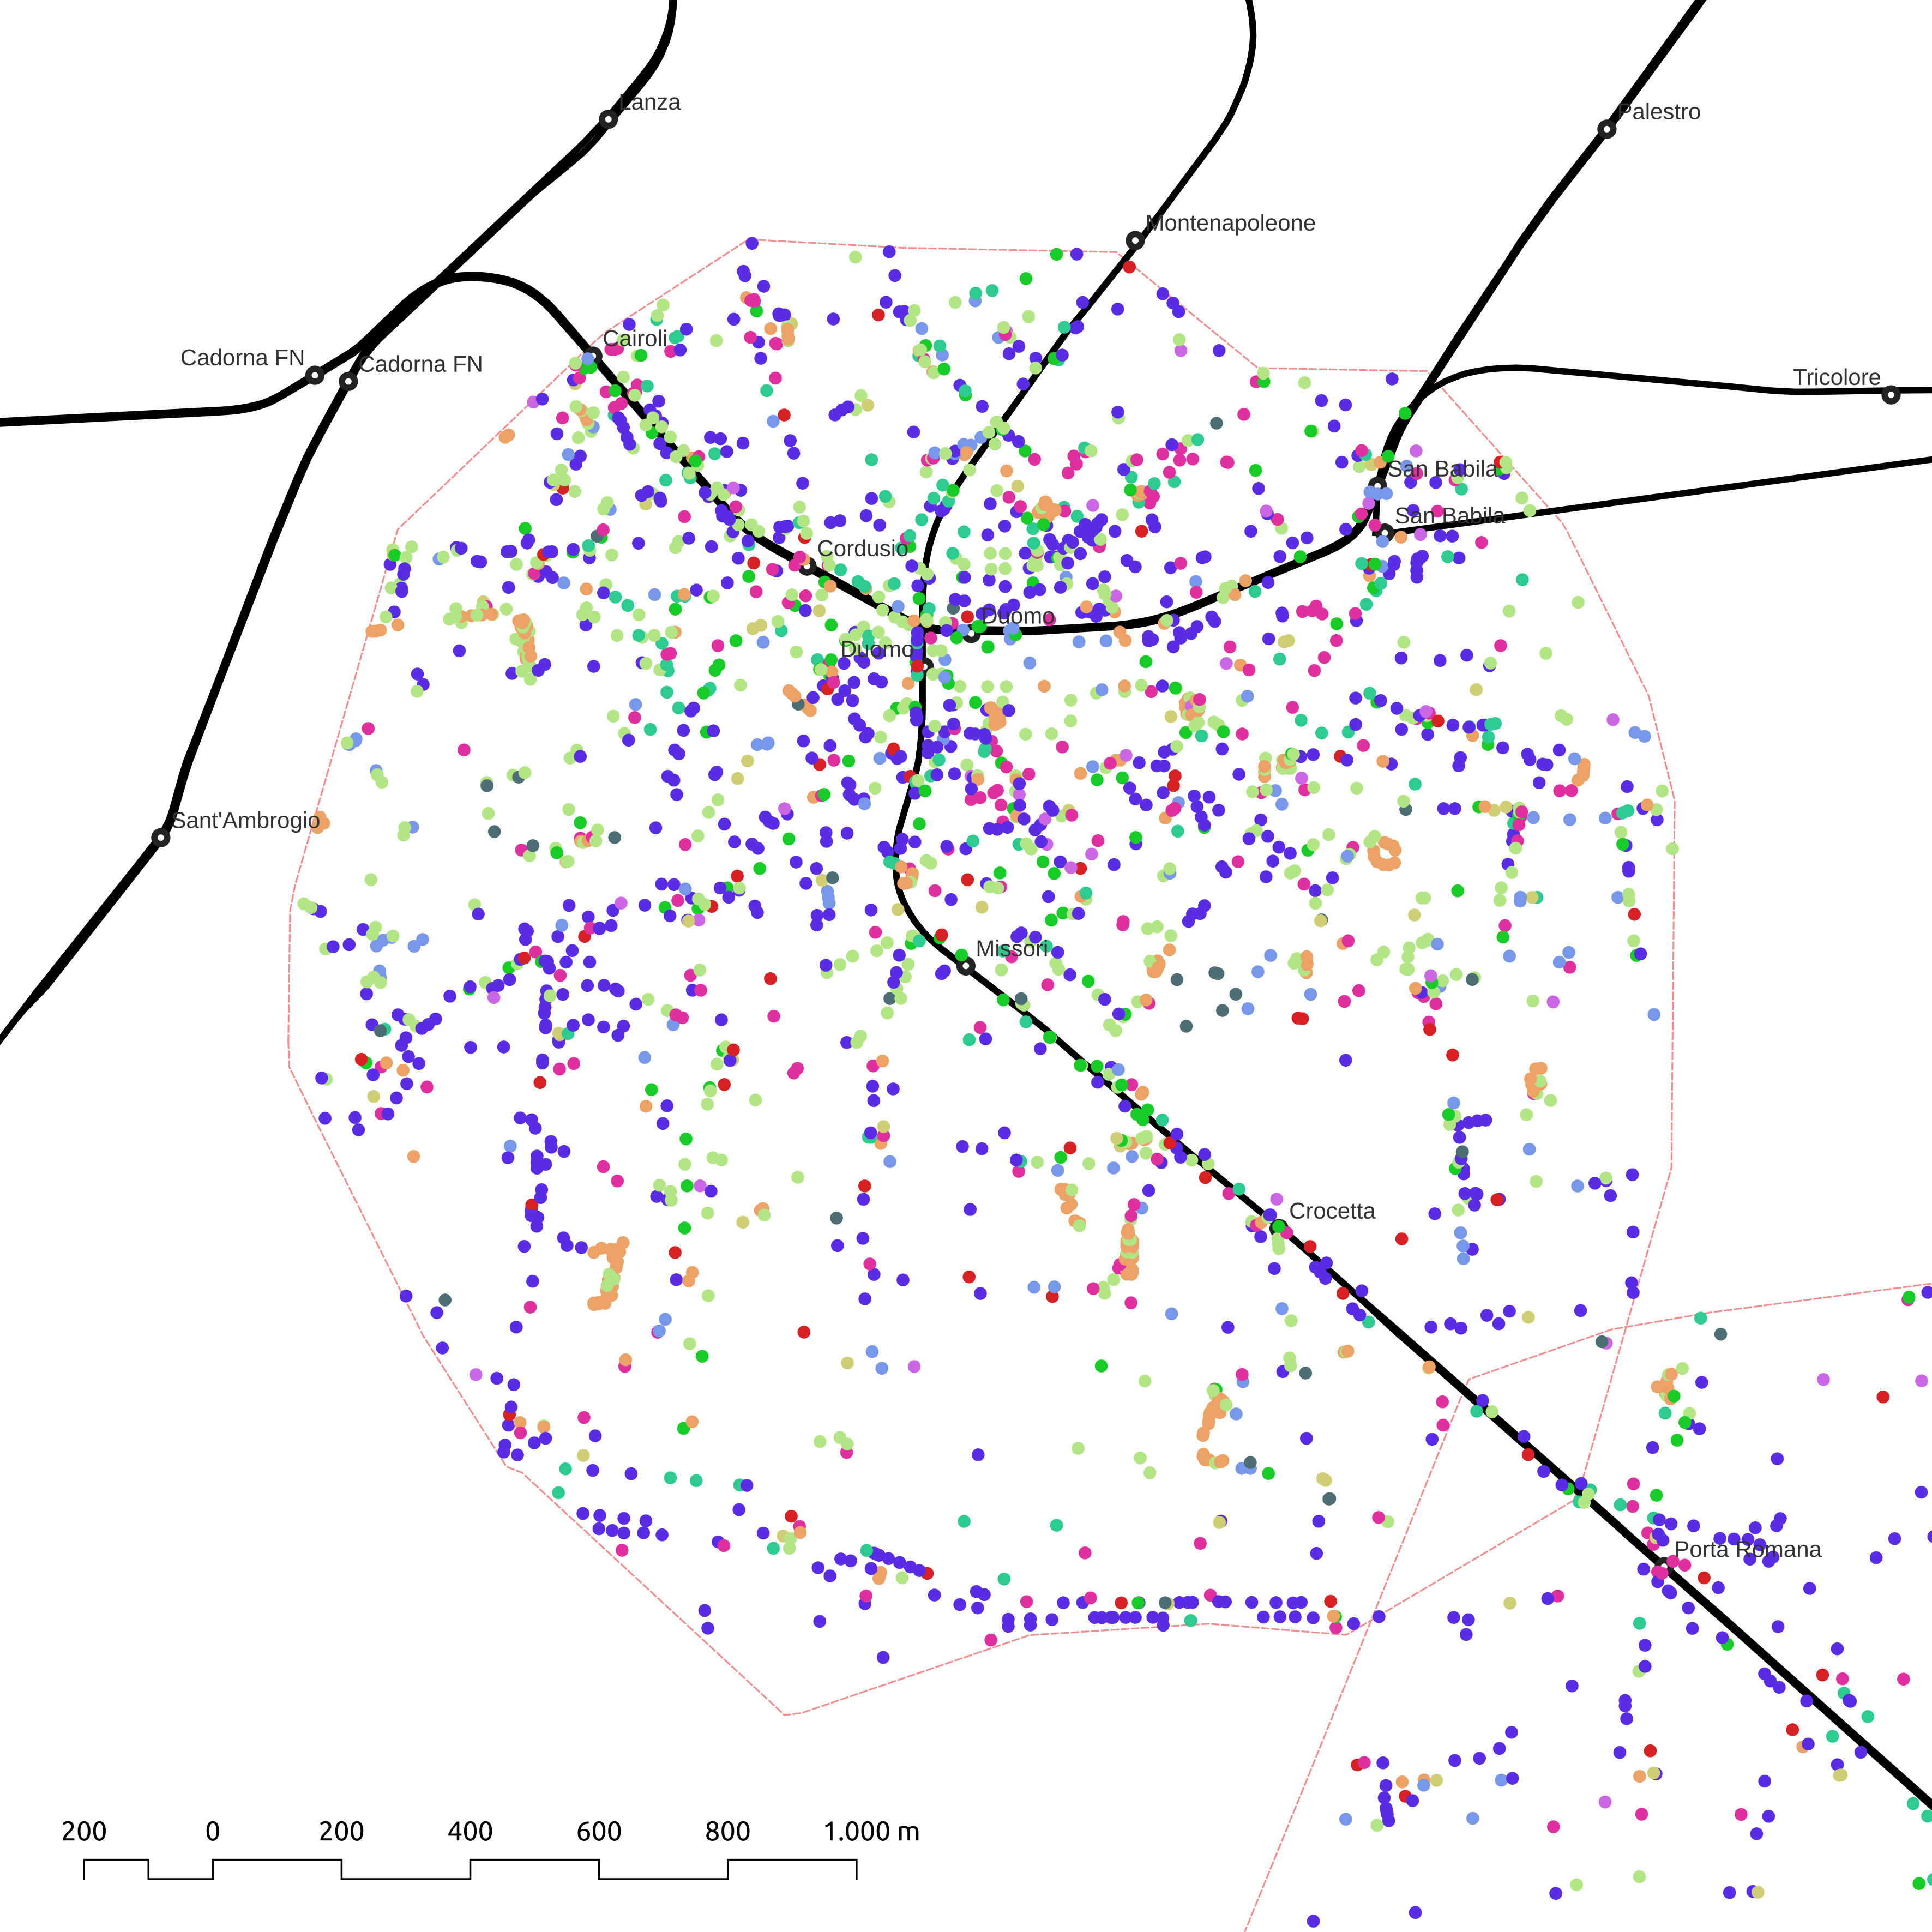 Lanza
Palestro
Montenapoleone
Cairoli
Cadorna FN
Cadorna FN
Tricolore
San Babila
San Babila
Cordusio
Duomo
Duomo
Sant'Ambrogio
Missori
Crocetta
Porta Romana
200 0 200 400 600 800 1.000 m